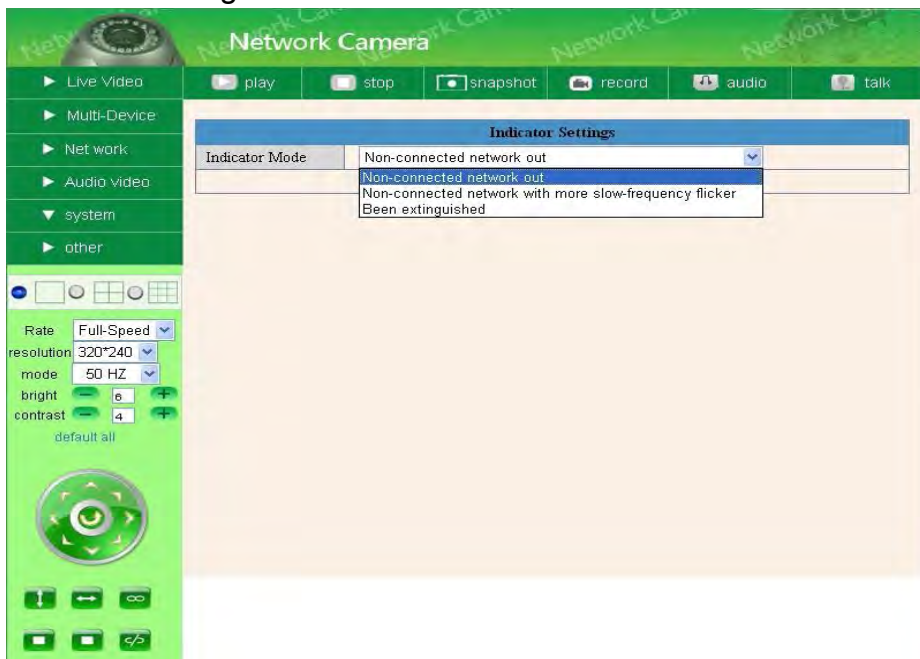 Network Camera
Live Video
play stop snapshot record audio talk
Multi-Device
Net work
Audio video
system
other
Indicator Settings
Indicator Mode Non-connected network out
Non-connected network out
Non-connected network with more slow-frequency flicker
Been extinguished
Rate Full-Speed
resolution 320*240
mode 50 HZ
bright 6
contrast 4
default all